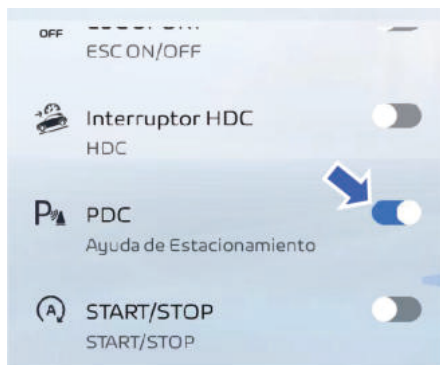 OFF
ESC ON/OFF
Interruptor HDC
HDC
P PDC
Ayuda de Estacionamiento
A START/STOP
START/STOP